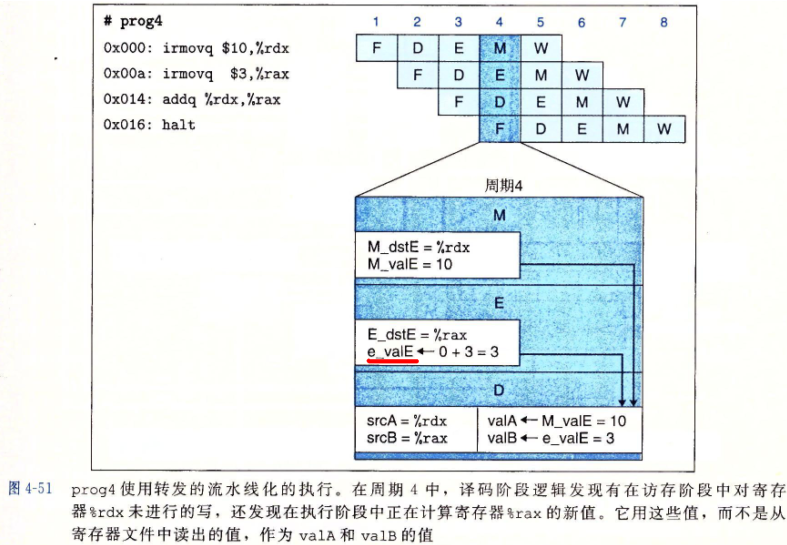 # prog4
1 2 3 4 5 6 7 8
0x000: irmovq $10,%rdx F D E M W
0x00a: irmovq $3,%rax F D E M W
0x014: addq %rdx,%rax F D E M W
0x016: halt F D E M W
周期4
M
M_dstE = %rdx
M_valE = 10
E
E_dstE = %rax
e_valE ← 0 + 3 = 3
D
srcA = %rdx valA ← M_valE = 10
srcB = %rax valB ← e_valE = 3
图 4-51 prog4 使用转发的流水线化的执行。在周期 4 中，译码阶段逻辑发现有在访存阶段中对寄存
器%rdx 未进行的写，还发现在执行阶段中正在计算寄存器%rax 的新值。它用这些值，而不是从
寄存器文件中读出的值，作为 valA 和 valB 的值